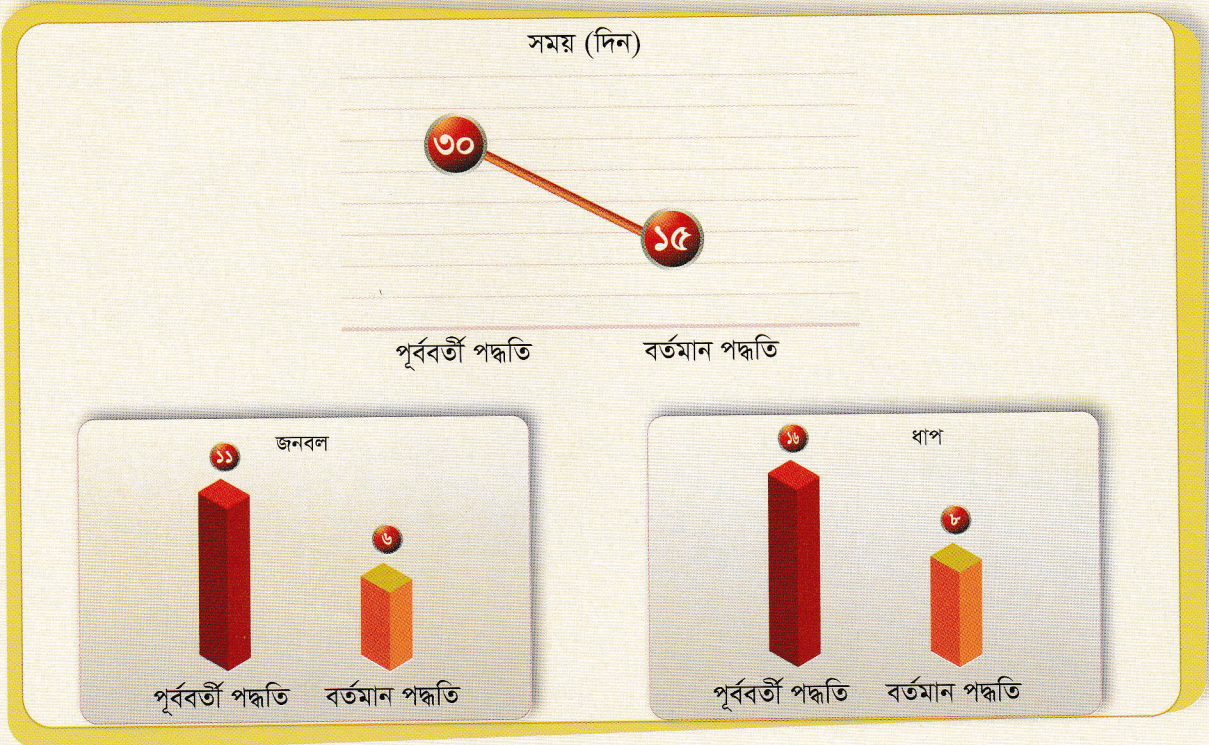 সময় (দিন)
৩০
১৫
পূর্ববর্তী পদ্ধতি বর্তমান পদ্ধতি
জনবল
১১
৬
পূর্ববর্তী পদ্ধতি বর্তমান পদ্ধতি
ধাপ
১৬
৮
পূর্ববর্তী পদ্ধতি বর্তমান পদ্ধতি